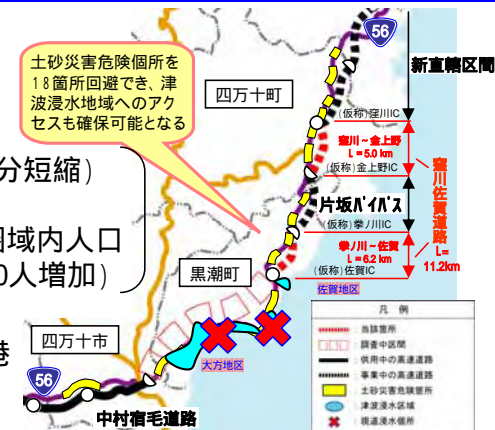 土砂災害危険個所を
18箇所回避でき、津
波浸水地域へのアク
セスも確保可能となる
56
新直轄区間
四万十町
(仮称)窪川IC
窪川～金上野
L=5.0 km
(仮称)金上野IC
窪川佐賀道路
L=
11.2km
片坂バイパス
(仮称)拳ノ川IC
拳ノ川～佐賀
L=6.2 km
(仮称)佐賀IC
佐賀地区
分短縮)
圏域内人口
0人増加)
黒潮町
港
四万十市
大方地区
56
中村宿毛道路
凡 例
当該箇所
調査中区間
供用中の高速道路
事業中の高速道路
土砂災害危険箇所
津波浸水区域
現道浸水個所